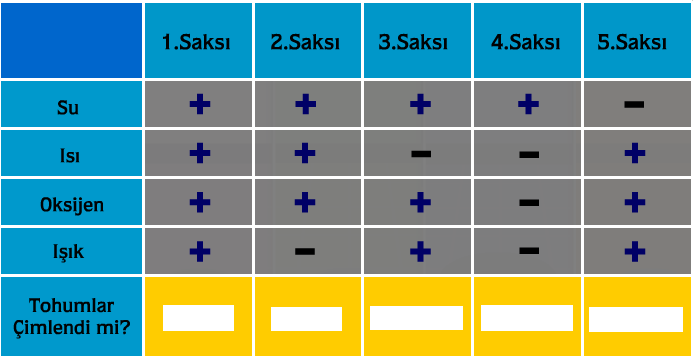 1.Saksı 2.Saksı 3.Saksı 4.Saksı 5.Saksı
Su + + + + -
Isı + + - - +
Oksijen + + + - +
Işık + - + - +
Tohumlar
Çimlendi mi?